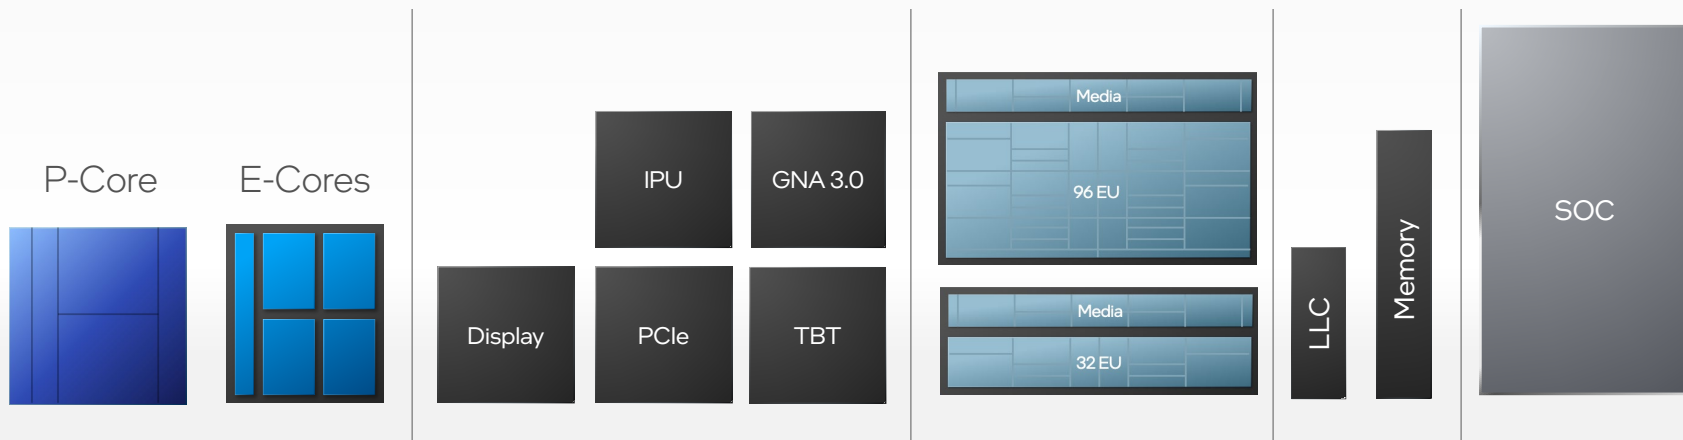 P-Core
E-Cores
IPU
GNA 3.0
Display
PCIe
TBT
Media
96 EU
Media
32 EU
LLC
Memory
SOC